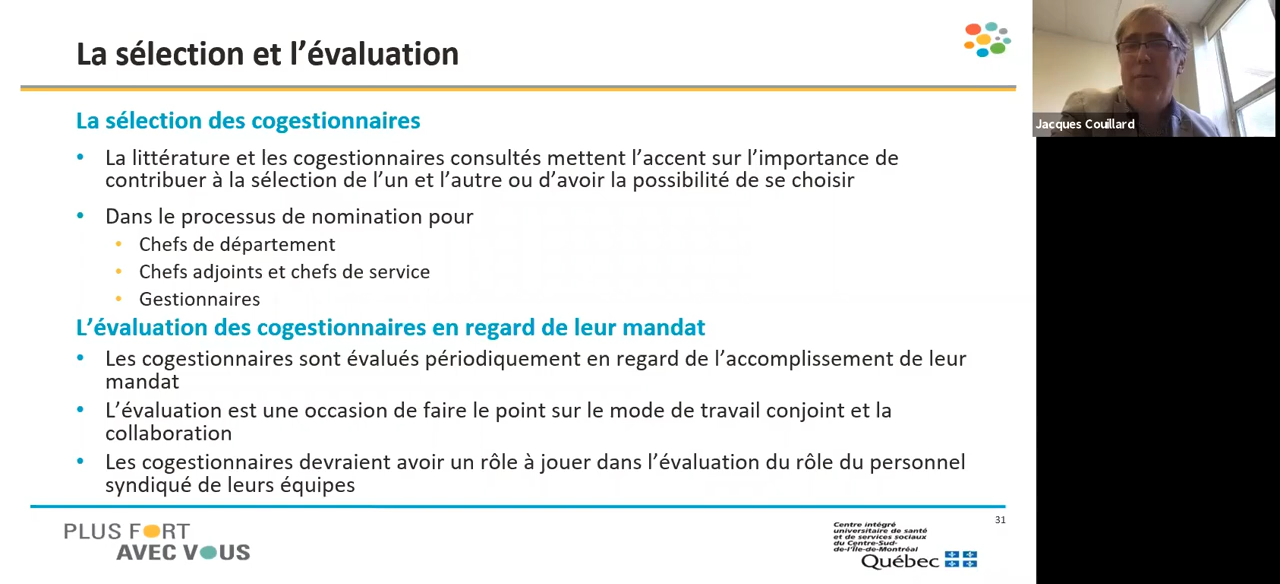 La sélection et l’évaluation
La sélection des cogestionnaires
• La littérature et les cogestionnaires consultés mettent l’accent sur l’importance de
contribuer à la sélection de l’un et l’autre ou d’avoir la possibilité de se choisir
• Dans le processus de nomination pour
• Chefs de département
• Chefs adjoints et chefs de service
• Gestionnaires
L’évaluation des cogestionnaires en regard de leur mandat
• Les cogestionnaires sont évalués périodiquement en regard de l’accomplissement de leur
mandat
• L’évaluation est une occasion de faire le point sur le mode de travail conjoint et la
collaboration
• Les cogestionnaires devraient avoir un rôle à jouer dans l’évaluation du rôle du personnel
syndiqué de leurs équipes
31
PLUS FORT
AVEC VOUS
Centre intégré
universitaire de santé
et de services sociaux
du Centre-Sud-
de-l’Île-de-Montréal
Québec
Jacques Couillard